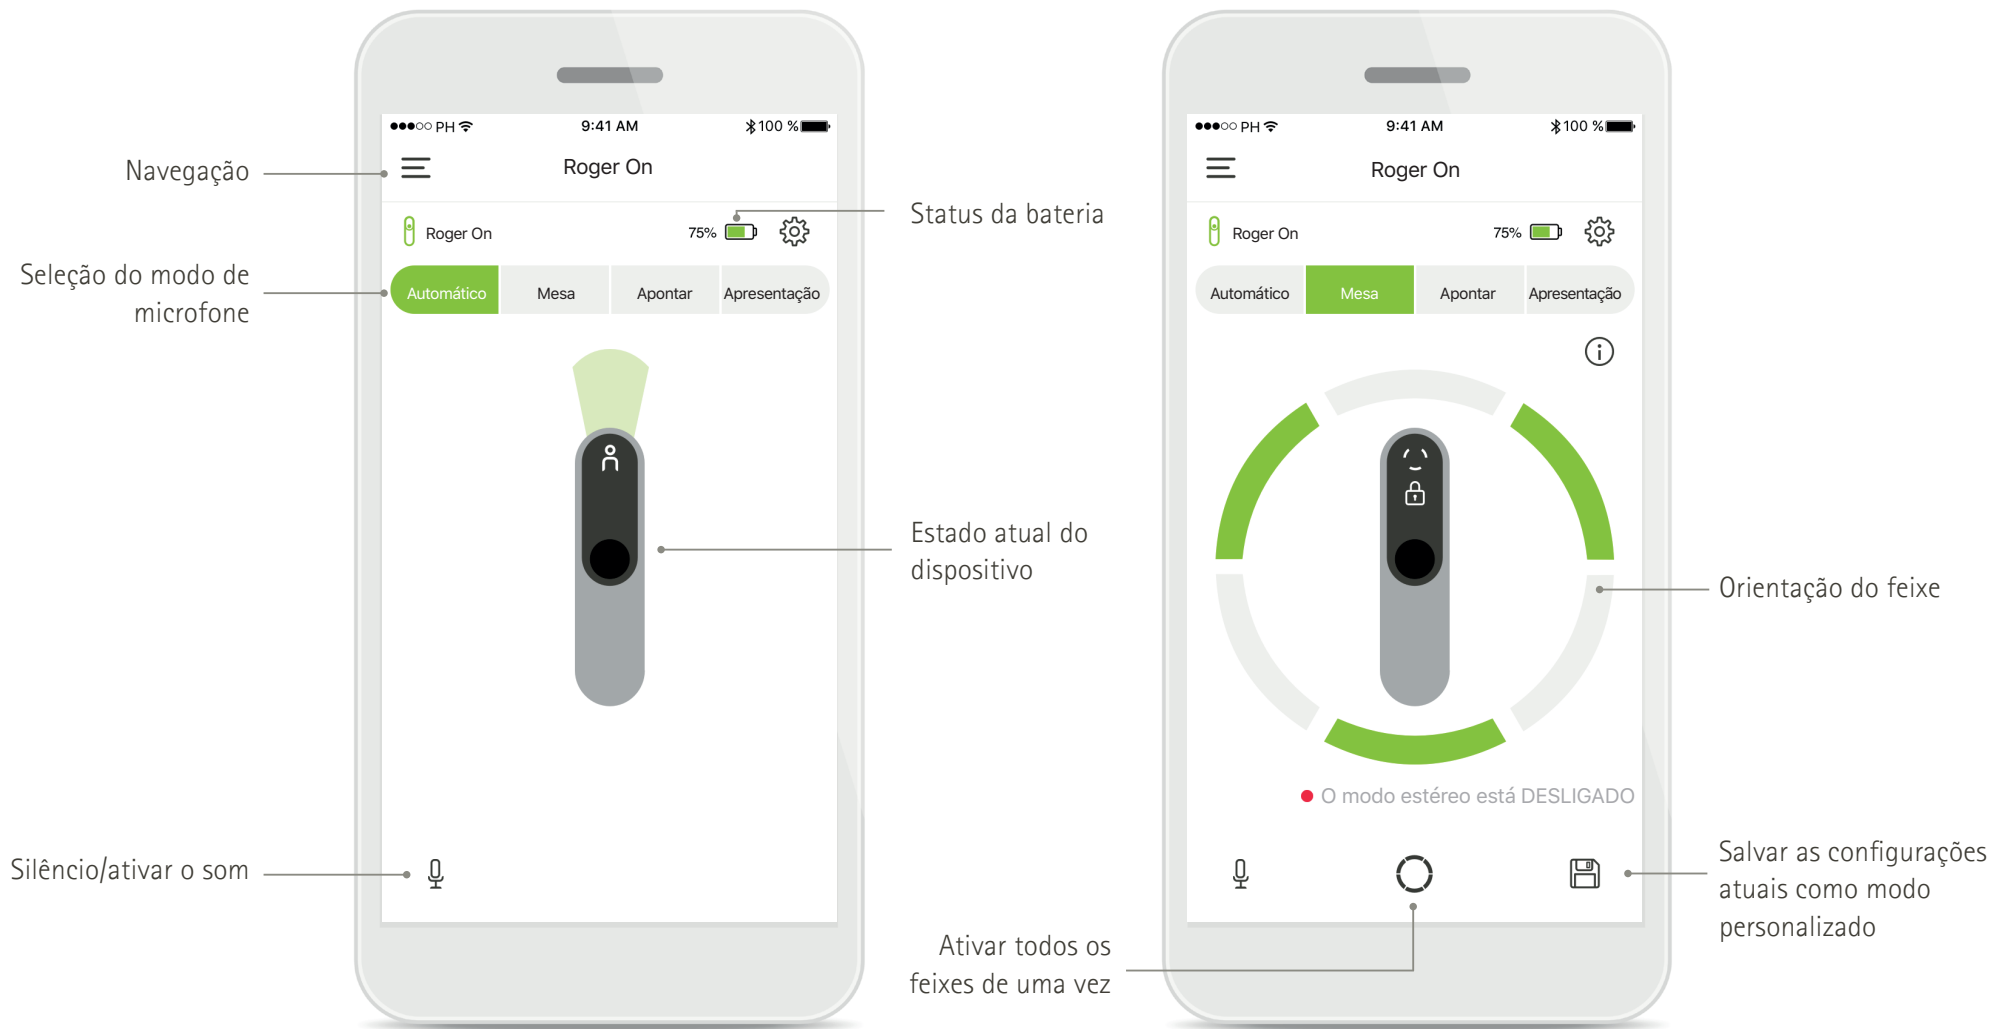 PH
9:41 AM
100 %
Roger On
Roger On
75%
Automático
Mesa
Apontar
Apresentação
Navegação
Seleção do modo de
microfone
Silêncio/ativar o som
Status da bateria
Estado atual do
dispositivo
PH
9:41 AM
100 %
Roger On
Roger On
75%
Automático
Mesa
Apontar
Apresentação
O modo estéreo está DESLIGADO
Orientação do feixe
Ativar todos os
feixes de uma vez
Salvar as configurações
atuais como modo
personalizado